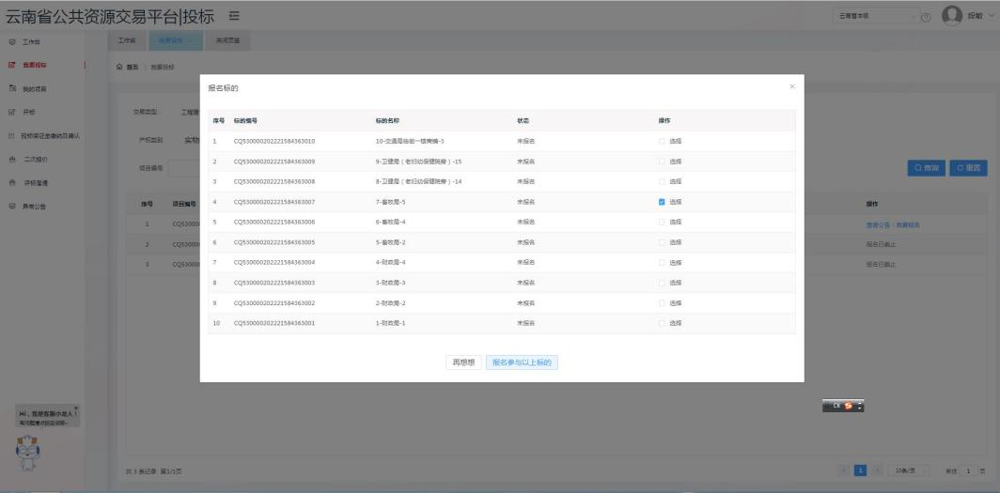 云南省公共资源交易平台|投标
云南省本级
段敏
工作台
我要投标
我的项目
开标
投标保证金缴纳及确认
二次报价
评标澄清
异常公告
工作台
我要投标 ×
关闭页签
首页 | 我要投标
交易类型
工程建
产权类别
实物
项目编号
查询
重置
序号
项目编号
操作
1
CQ53000
查看公告
我要报名
2
CQ53000
报名已截止
3
CQ53000
报名已截止
报名标的
×
序号 标的编号 标的名称 状态 操作
1 CQ530000202221584363010 10-交通局临街一楼商铺-3 未报名 选择
2 CQ530000202221584363009 9-卫健局（老妇幼保健院旁）-15 未报名 选择
3 CQ530000202221584363008 8-卫健局（老妇幼保健院旁）-14 未报名 选择
4 CQ530000202221584363007 7-畜牧局-5 未报名 选择
5 CQ530000202221584363006 6-畜牧局-4 未报名 选择
6 CQ530000202221584363005 5-畜牧局-2 未报名 选择
7 CQ530000202221584363004 4-财政局-4 未报名 选择
8 CQ530000202221584363003 3-财政局-3 未报名 选择
9 CQ530000202221584363002 2-财政局-2 未报名 选择
10 CQ530000202221584363001 1-财政局-1 未报名 选择
再想想
报名参与以上标的
CH
Hi，我是客服小龙人！
共 3 条记录 第1/1页
1
10条/页
前往 1 页